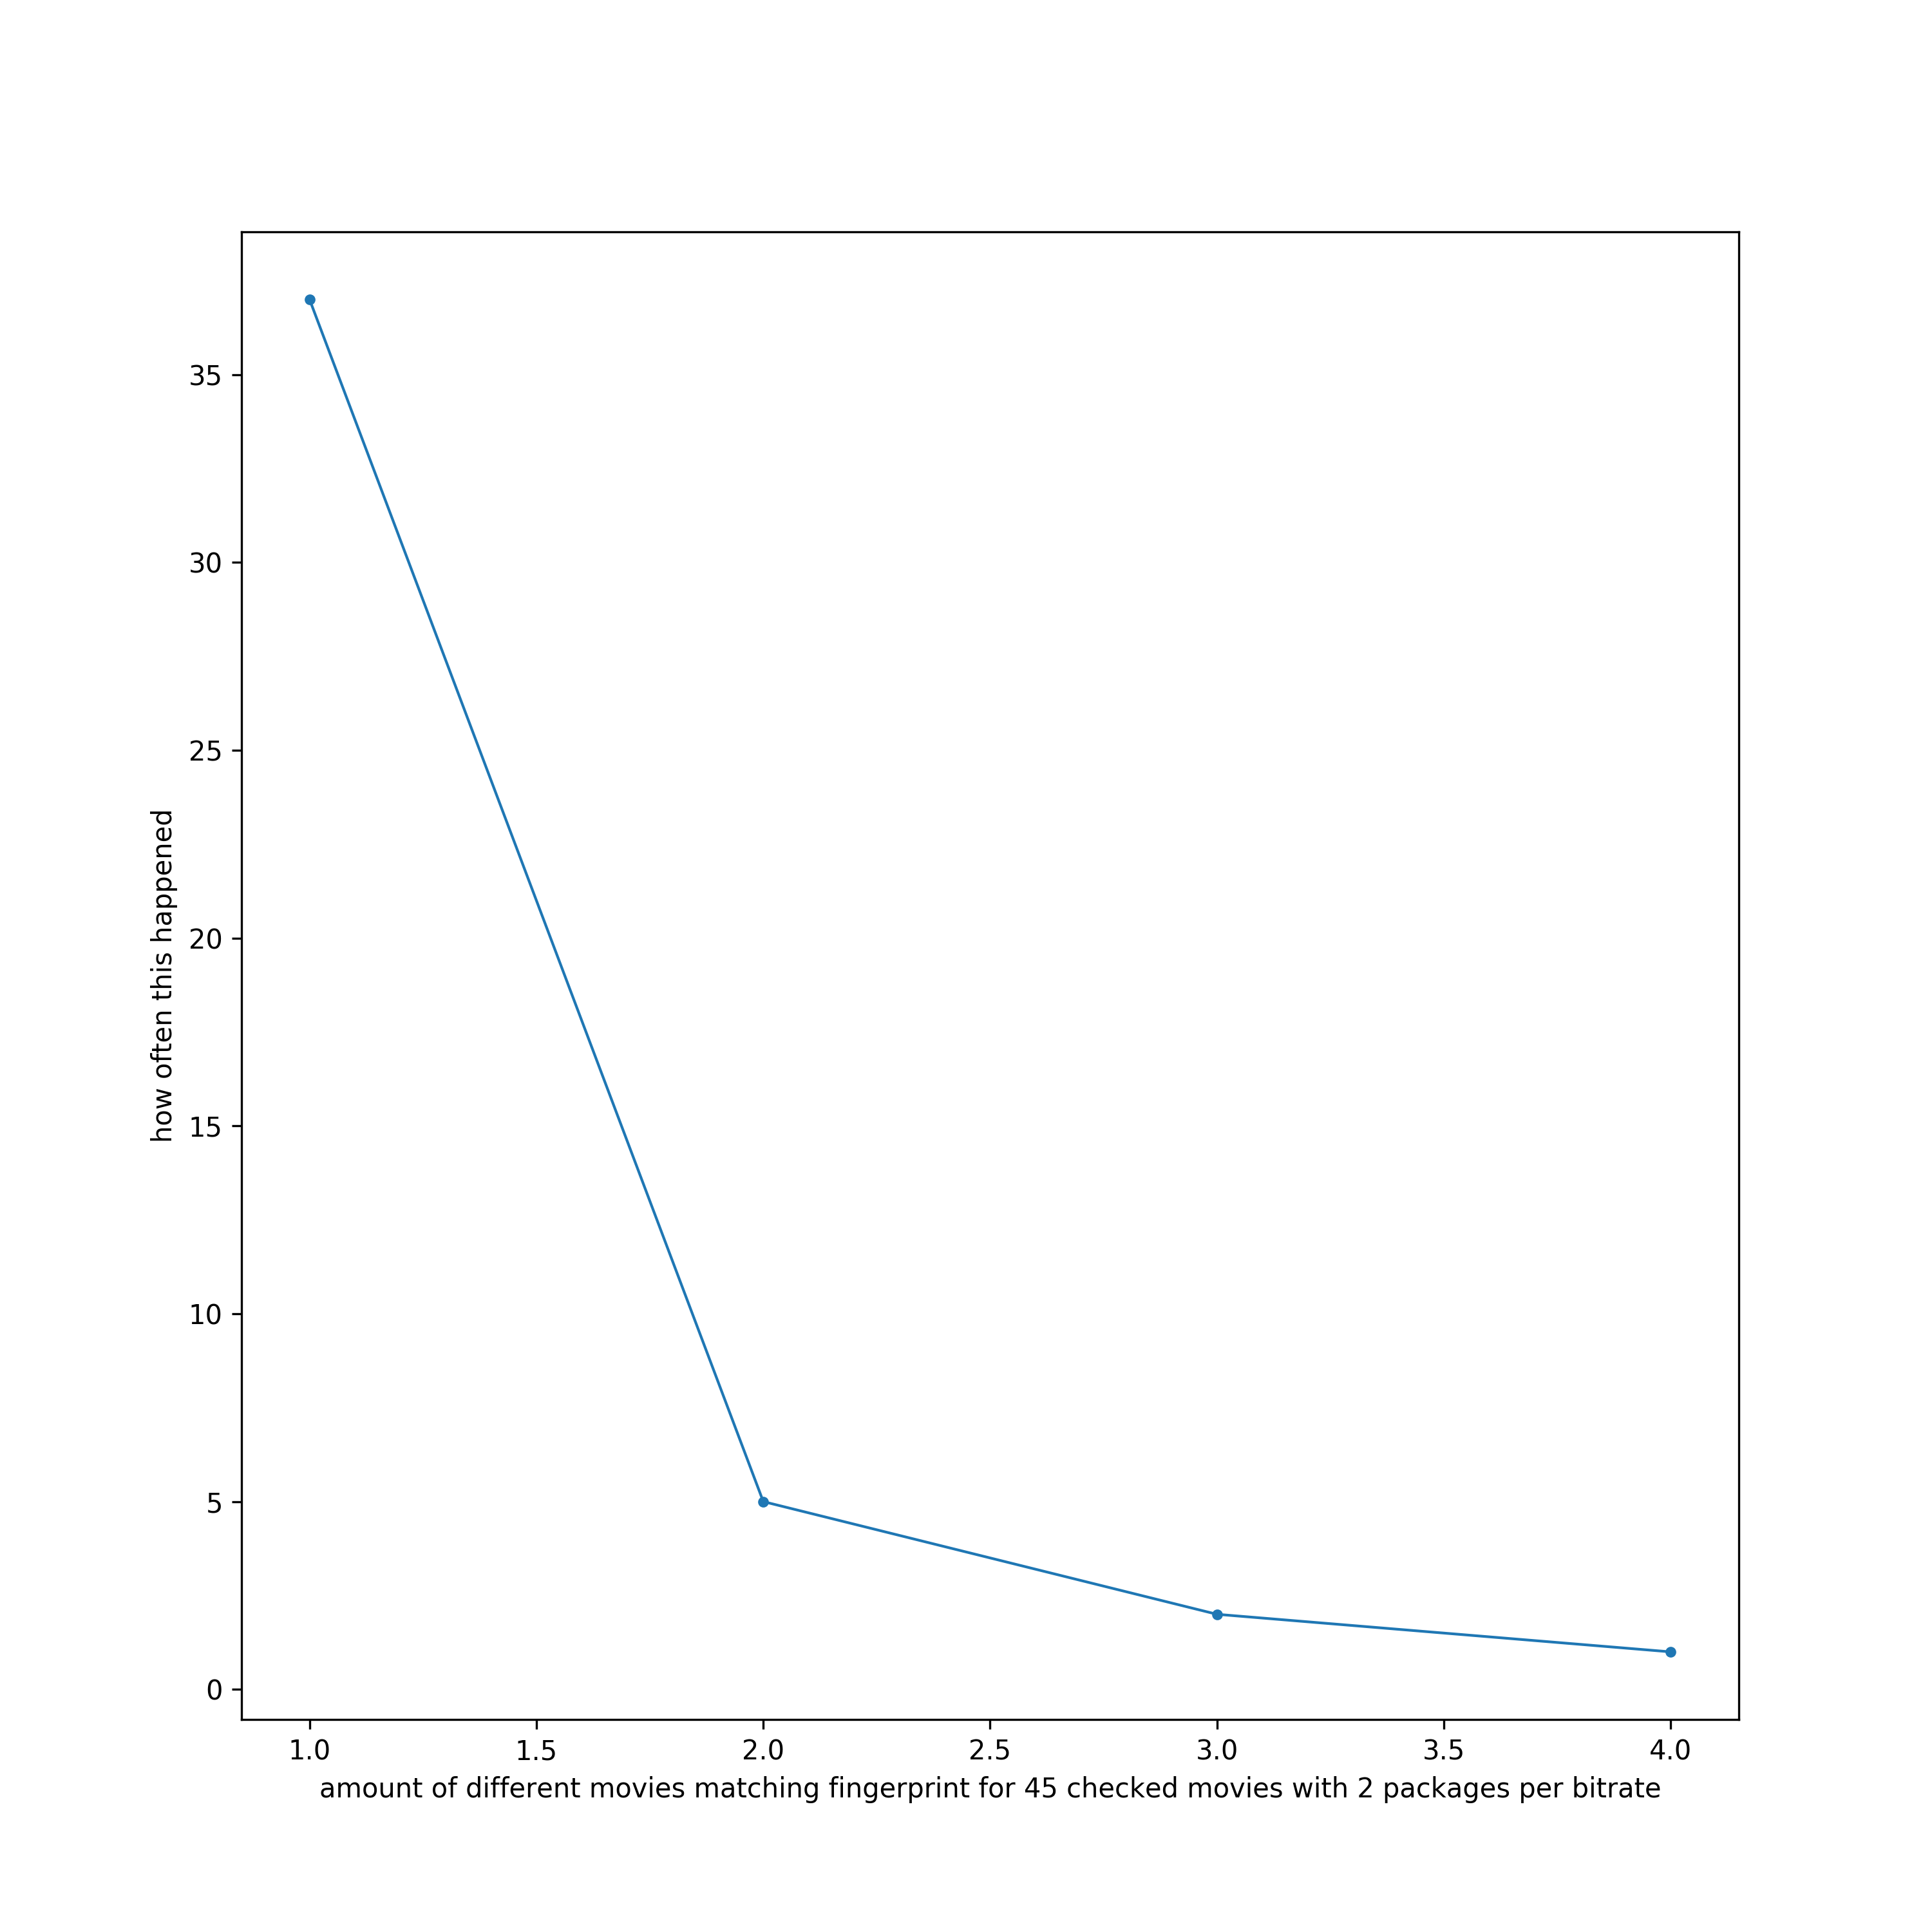 how often this happened
35
30
25
20
15
10
5
0
1.0 1.5 2.0 2.5 3.0 3.5 4.0
amount of different movies matching fingerprint for 45 checked movies with 2 packages per bitrate